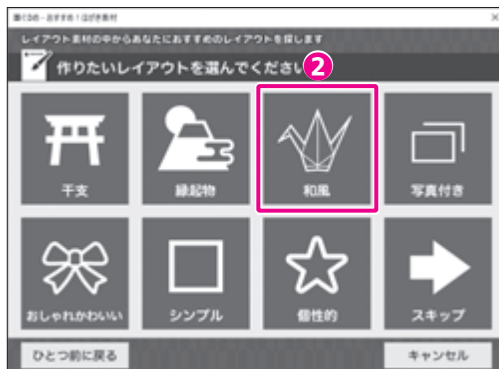 筆ぐるめ - おすすめ!はがき素材
レイアウト素材の中からあなたにおすすめのレイアウトを探します
作りたいレイアウトを選んでください
2
干支
縁起物
和風
写真付き
おしゃれかわいい
シンプル
個性的
スキップ
ひとつ前に戻る
キャンセル